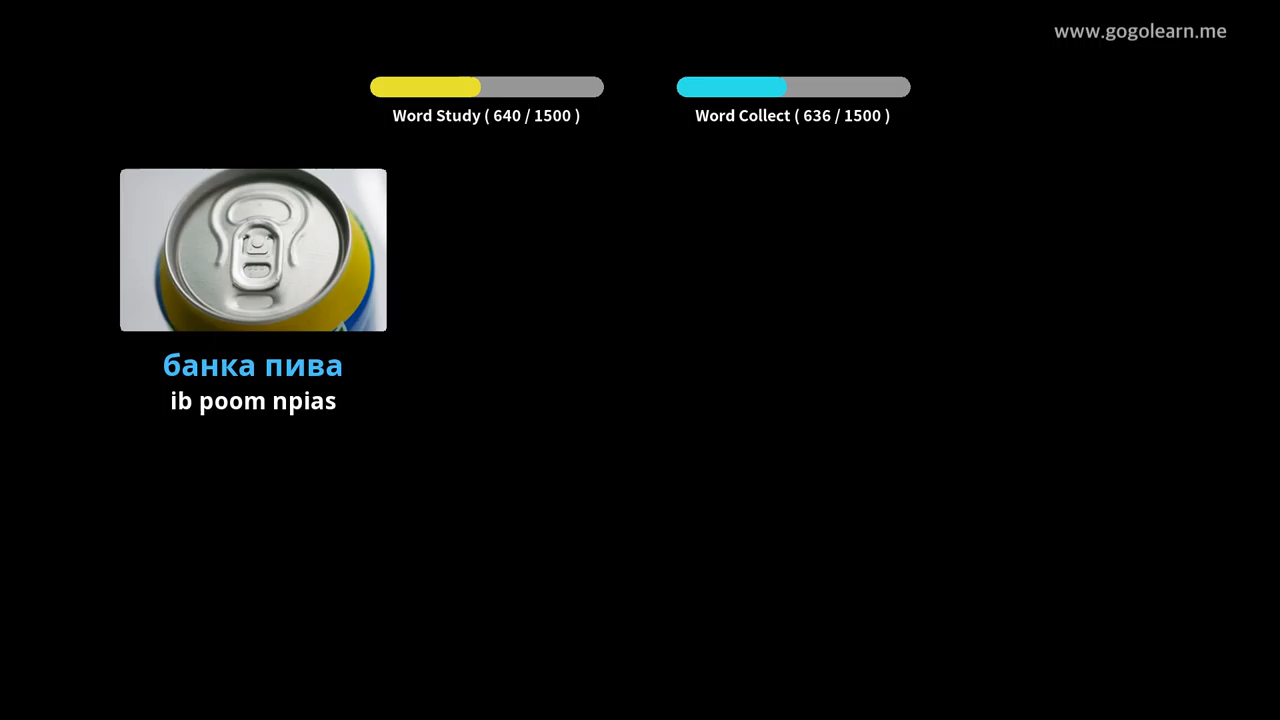 www.gogolearn.me
Word Study ( 640 / 1500 )
Word Collect ( 636 / 1500 )
банка пива
ib poom npias